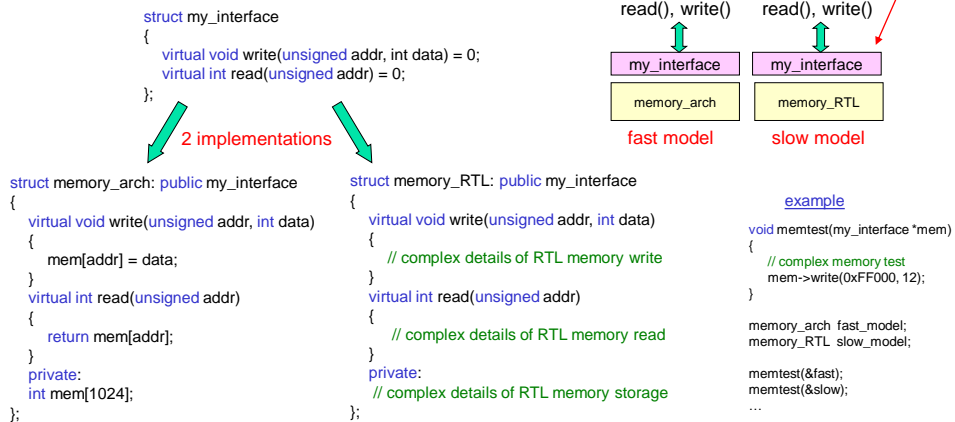 struct my_interface
{
virtual void write(unsigned addr, int data) = 0;
virtual int read(unsigned addr) = 0;
};
2 implementations
read(), write()
read(), write()
my_interface
my_interface
memory_arch
memory_RTL
fast model
slow model
struct memory_arch: public my_interface
{
virtual void write(unsigned addr, int data)
{
mem[addr] = data;
}
virtual int read(unsigned addr)
{
return mem[addr];
}
private:
int mem[1024];
};
struct memory_RTL: public my_interface
{
virtual void write(unsigned addr, int data)
{
// complex details of RTL memory write
}
virtual int read(unsigned addr)
{
// complex details of RTL memory read
}
private:
// complex details of RTL memory storage
};
example
void memtest(my_interface *mem)
{
// complex memory test
mem->write(0xFF000, 12);
}
memory_arch fast_model;
memory_RTL slow_model;
memtest(&fast);
memtest(&slow);
…